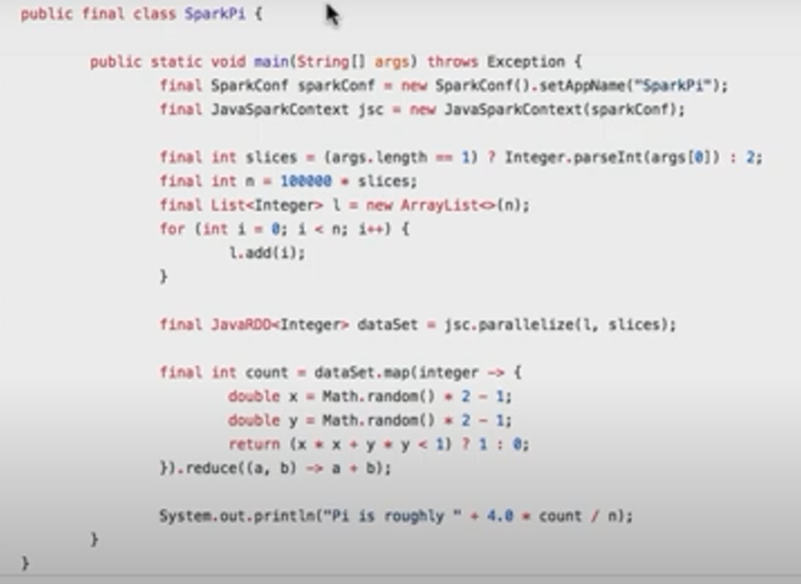 public final class SparkPi {
public static void main(String[] args) throws Exception {
final SparkConf sparkConf = new SparkConf().setAppName("SparkPi");
final JavaSparkContext jsc = new JavaSparkContext(sparkConf);
final int slices = (args.length == 1) ? Integer.parseInt(args[0]) : 2;
final int n = 100000 * slices;
final List<Integer> l = new ArrayList<>(n);
for (int i = 0; i < n; i++) {
l.add(i);
}
final JavaRDD<Integer> dataSet = jsc.parallelize(l, slices);
final int count = dataSet.map(integer -> {
double x = Math.random() * 2 - 1;
double y = Math.random() * 2 - 1;
return (x * x + y * y < 1) ? 1 : 0;
}).reduce((a, b) -> a + b);
System.out.println("Pi is roughly " + 4.0 * count / n);
}
}